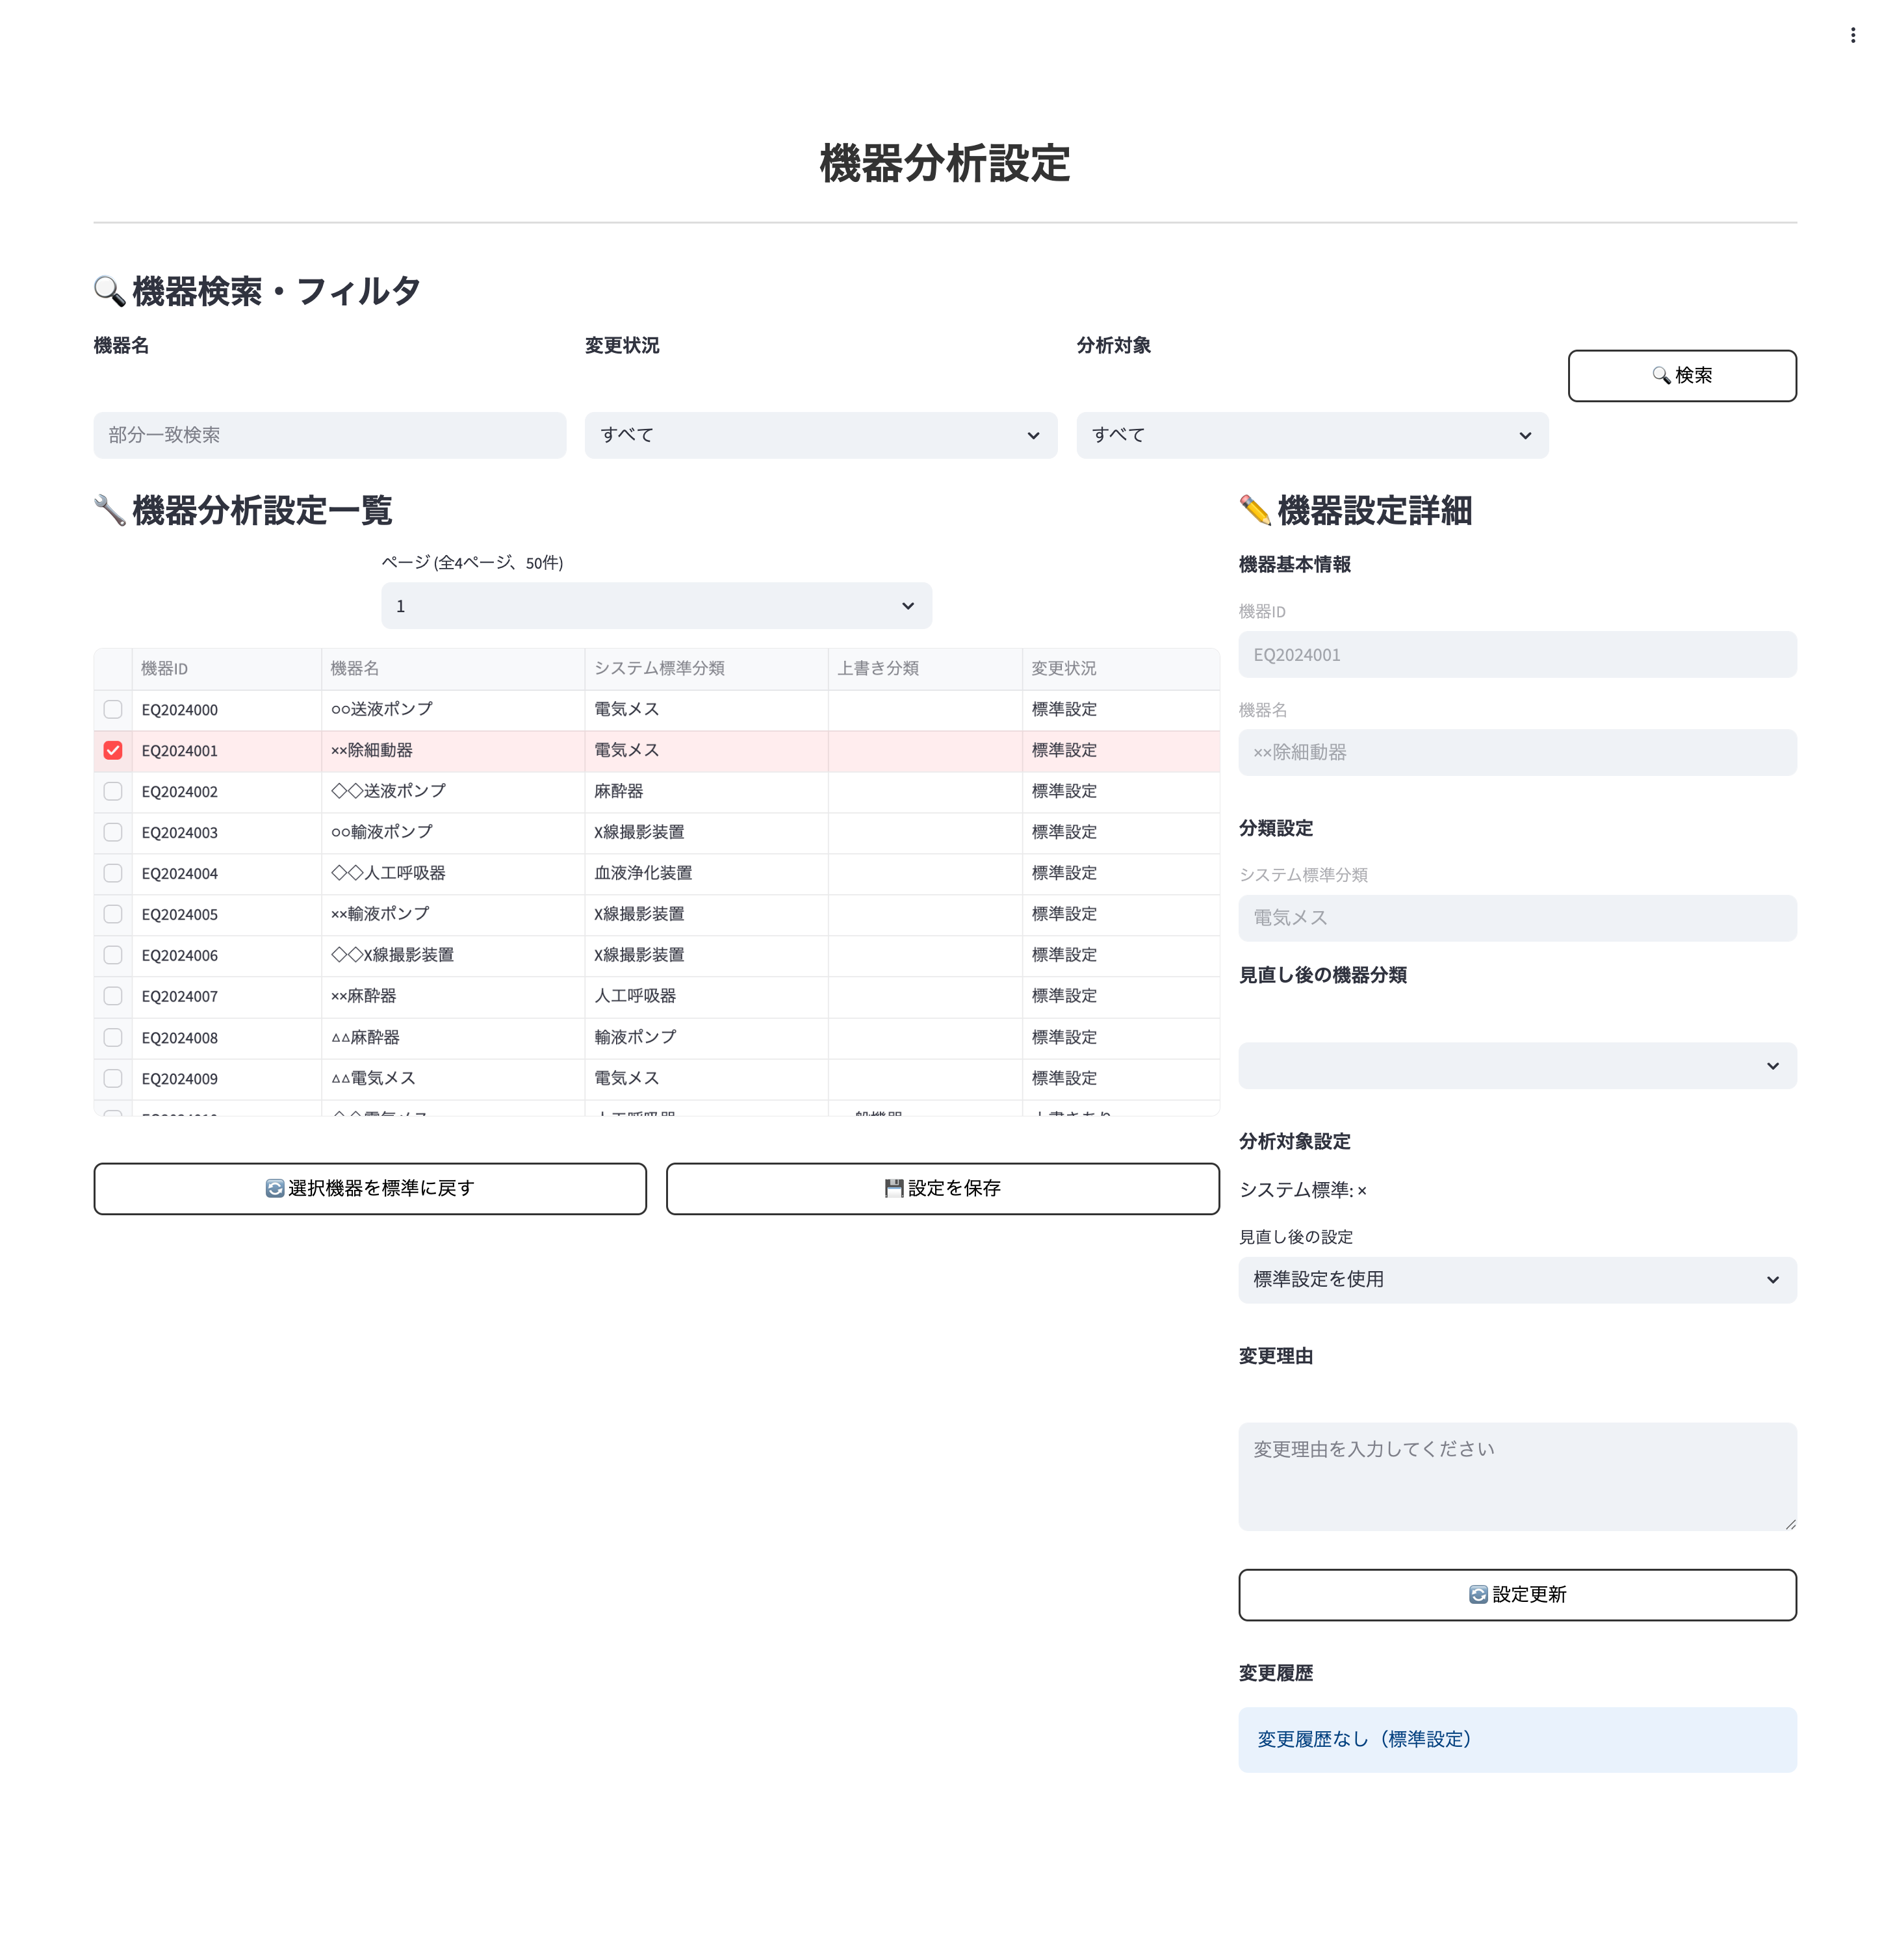 機器分析設定
🔍 機器検索・フィルタ
機器名 変更状況 分析対象
🔍 検索
部分一致検索 すべて すべて
🔧 機器分析設定一覧
ページ (全4ページ、50件)
1
機器ID 機器名 システム標準分類 上書き分類 変更状況
EQ2024000 ○○送液ポンプ 電気メス 標準設定
EQ2024001 ××除細動器 電気メス 標準設定
EQ2024002 ◇◇送液ポンプ 麻酔器 標準設定
EQ2024003 ○○輸液ポンプ X線撮影装置 標準設定
EQ2024004 ◇◇人工呼吸器 血液浄化装置 標準設定
EQ2024005 ××輸液ポンプ X線撮影装置 標準設定
EQ2024006 ◇◇X線撮影装置 X線撮影装置 標準設定
EQ2024007 ××麻酔器 人工呼吸器 標準設定
EQ2024008 △△麻酔器 輸液ポンプ 標準設定
EQ2024009 △△電気メス 電気メス 標準設定
🔄 選択機器を標準に戻す 💾 設定を保存
✏️ 機器設定詳細
機器基本情報
機器ID
EQ2024001
機器名
××除細動器
分類設定
システム標準分類
電気メス
見直し後の機器分類
分析対象設定
システム標準: ×
見直し後の設定
標準設定を使用
変更理由
変更理由を入力してください
🔄 設定更新
変更履歴
変更履歴なし（標準設定）